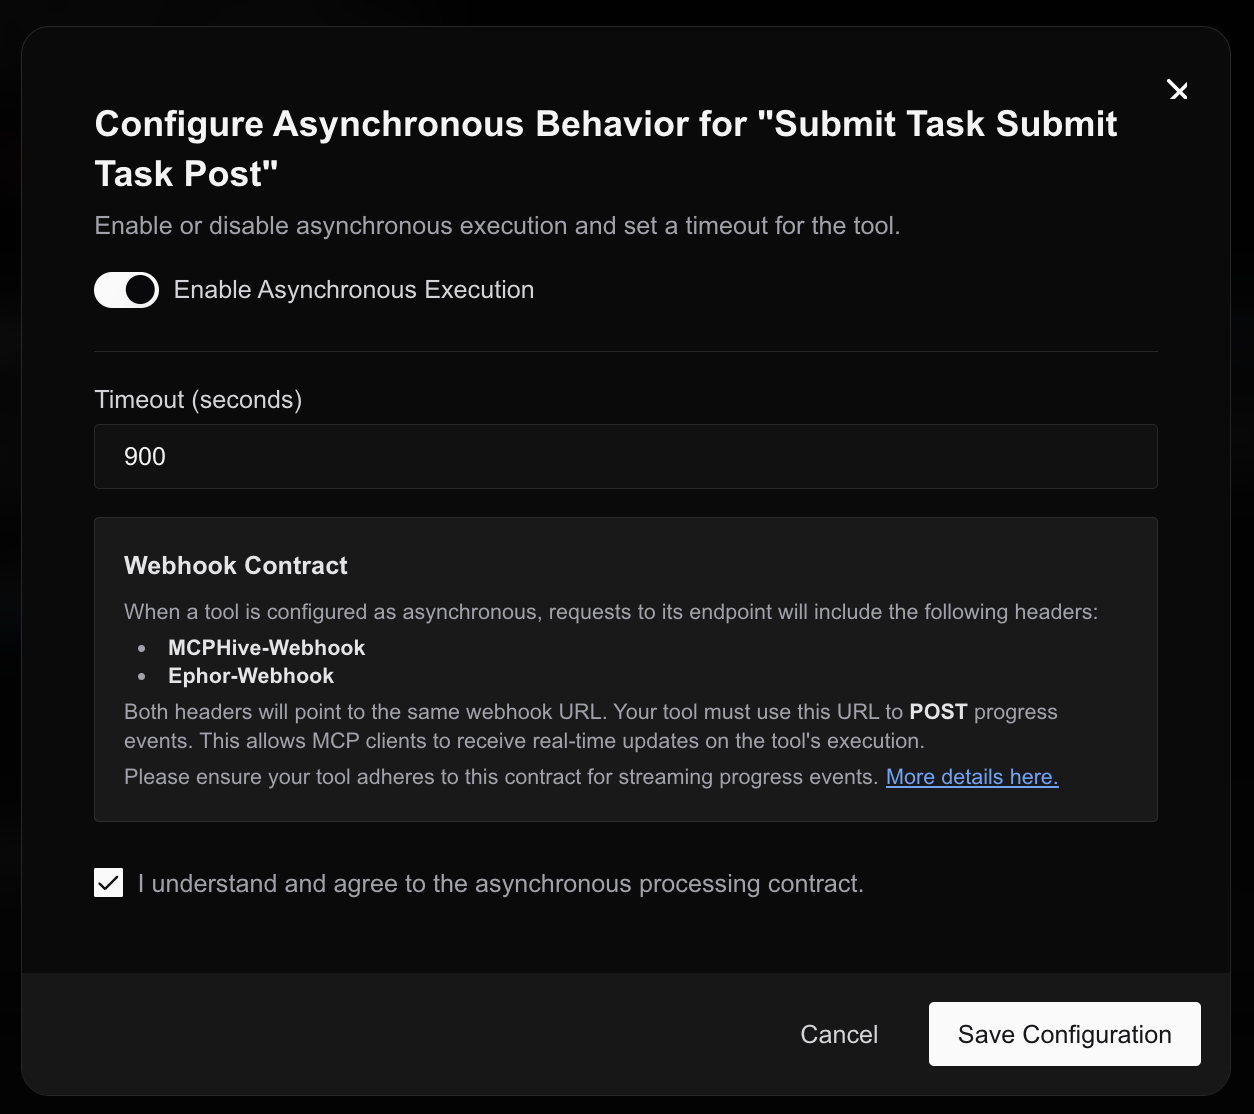 Configure Asynchronous Behavior for "Submit Task Submit
Task Post"
Enable or disable asynchronous execution and set a timeout for the tool.
Enable Asynchronous Execution
Timeout (seconds)
900
Webhook Contract
When a tool is configured as asynchronous, requests to its endpoint will include the following headers:
• MCPHive-Webhook
• Ephor-Webhook
Both headers will point to the same webhook URL. Your tool must use this URL to POST progress
events. This allows MCP clients to receive real-time updates on the tool's execution.
Please ensure your tool adheres to this contract for streaming progress events. More details here.
I understand and agree to the asynchronous processing contract.
Cancel
Save Configuration